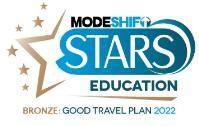 MODESHIFT
STARS
EDUCATION
BRONZE: GOOD TRAVEL PLAN 2022